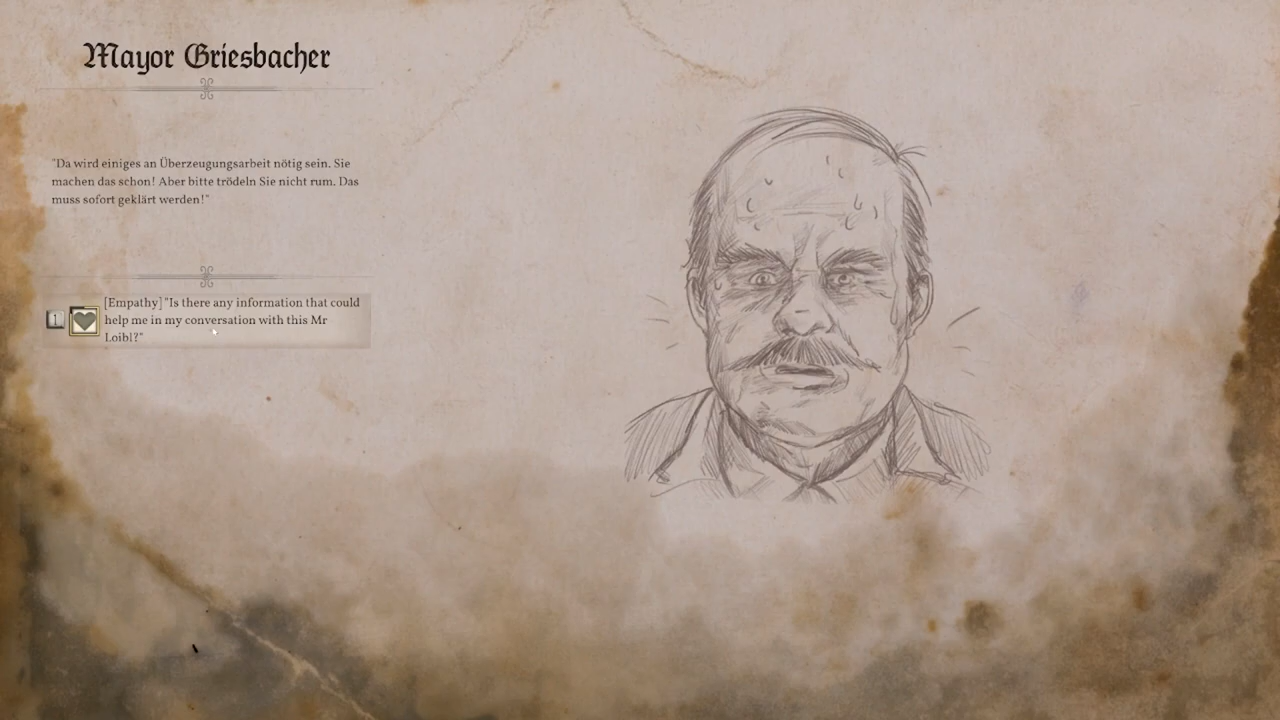 Mayor Griesbacher
"Da wird einiges an Überzeugungsarbeit nötig sein. Sie
machen das schon! Aber bitte trödeln Sie nicht rum. Das
muss sofort geklärt werden!"
1
[Empathy] "Is there any information that could
help me in my conversation with this Mr
Loibl?"